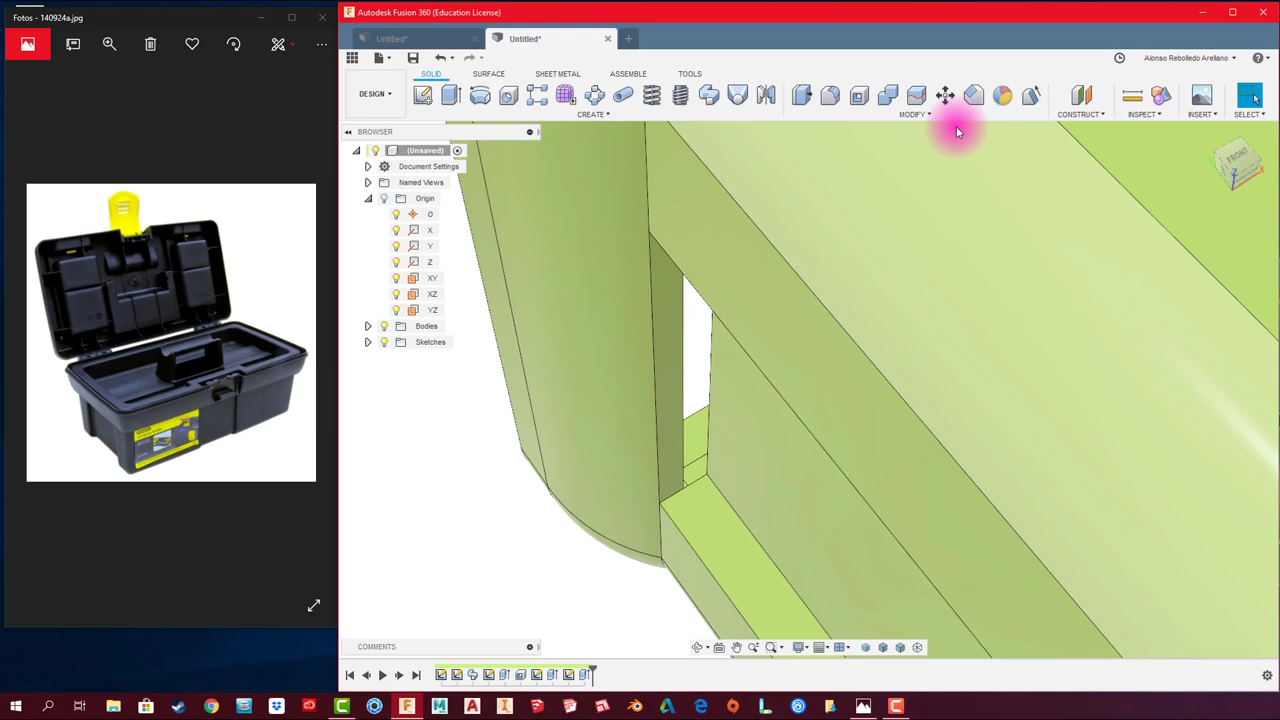 Fotos - 140924a.jpg
Autodesk Fusion 360 (Education License)
Untitled*
Untitled*
Alonso Rebolledo Arellano
SOLID
SURFACE
SHEET METAL
ASSEMBLE
TOOLS
DESIGN
CREATE
MODIFY
CONSTRUCT
INSPECT
INSERT
SELECT
BROWSER
(Unsaved)
Document Settings
Named Views
Origin
O
X
Y
Z
XY
XZ
YZ
Bodies
Sketches
FRONT
X
Z
COMMENTS